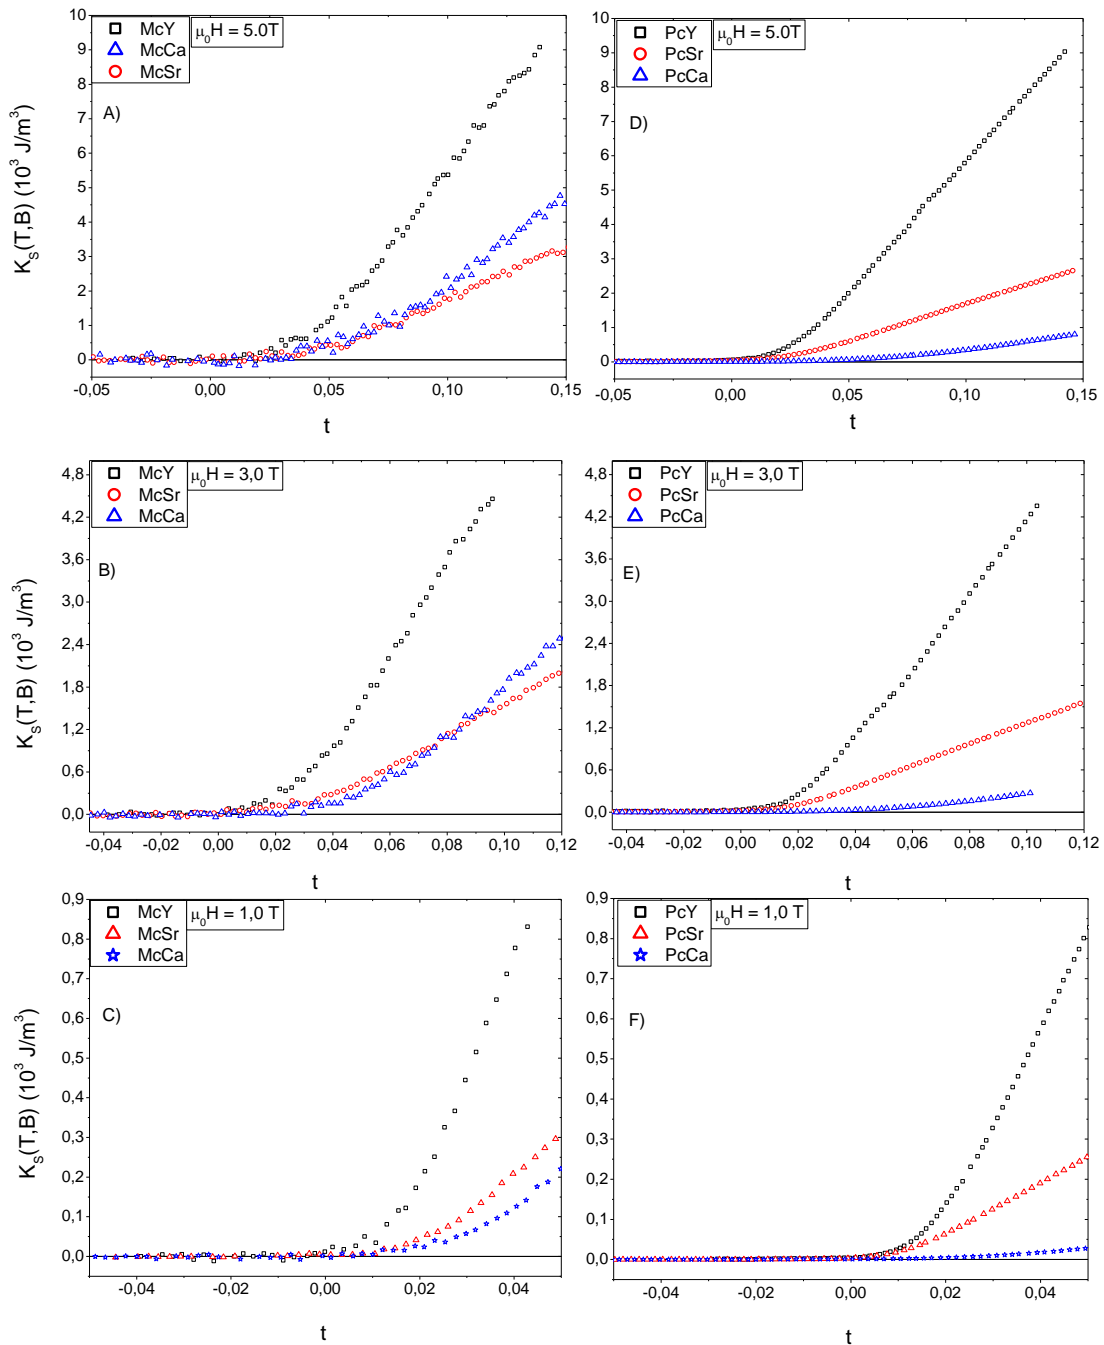 McY
McCa
McSr
μ0H = 5.0T
A)
10
9
8
7
6
5
4
3
2
1
0
-0,05
0,00
0,05
0,10
0,15
t
KS(T,B) (10³ J/m³)
PcY
PcSr
PcCa
μ0H = 5.0T
D)
10
9
8
7
6
5
4
3
2
1
0
-0,05
0,00
0,05
0,10
0,15
t
McY
McSr
McCa
μ0H = 3,0 T
B)
4,8
4,2
3,6
3,0
2,4
1,8
1,2
0,6
0,0
-0,04
-0,02
0,00
0,02
0,04
0,06
0,08
0,10
0,12
t
KS(T,B) (10³ J/m³)
PcY
PcSr
PcCa
μ0H = 3,0 T
E)
4,8
4,2
3,6
3,0
2,4
1,8
1,2
0,6
0,0
-0,04
-0,02
0,00
0,02
0,04
0,06
0,08
0,10
0,12
t
McY
McSr
McCa
μ0H = 1,0 T
C)
0,9
0,8
0,7
0,6
0,5
0,4
0,3
0,2
0,1
0,0
-0,04
-0,02
0,00
0,02
0,04
t
KS(T,B) (10³ J/m³)
PcY
PcSr
PcCa
μ0H = 1,0 T
F)
0,9
0,8
0,7
0,6
0,5
0,4
0,3
0,2
0,1
0,0
-0,04
-0,02
0,00
0,02
0,04
t